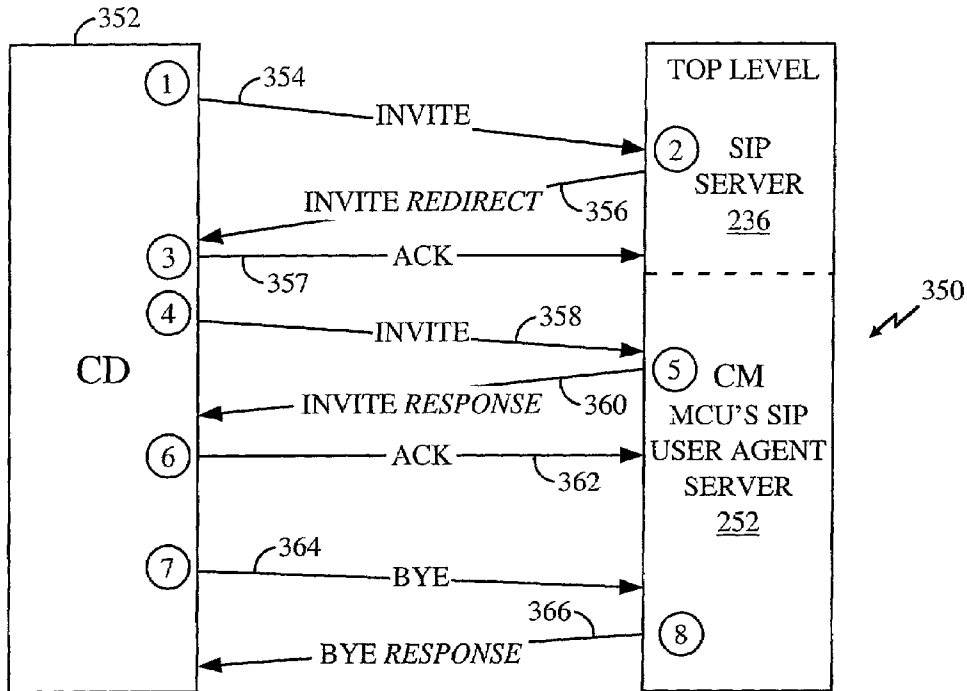 352
1
354
INVITE
TOP LEVEL
2
SIP
SERVER
236
INVITE REDIRECT
356
3
ACK
357
350
4
358
INVITE
CD
5
CM
INVITE RESPONSE
360
MCU'S SIP
USER AGENT
SERVER
252
6
ACK
362
7
364
BYE
366
8
BYE RESPONSE